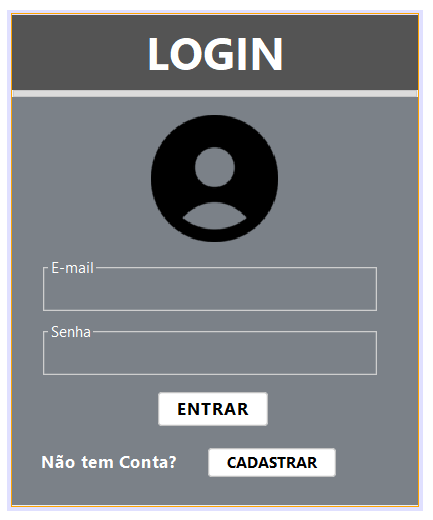 LOGIN
E-mail
Senha
ENTRAR
Não tem Conta? CADASTRAR